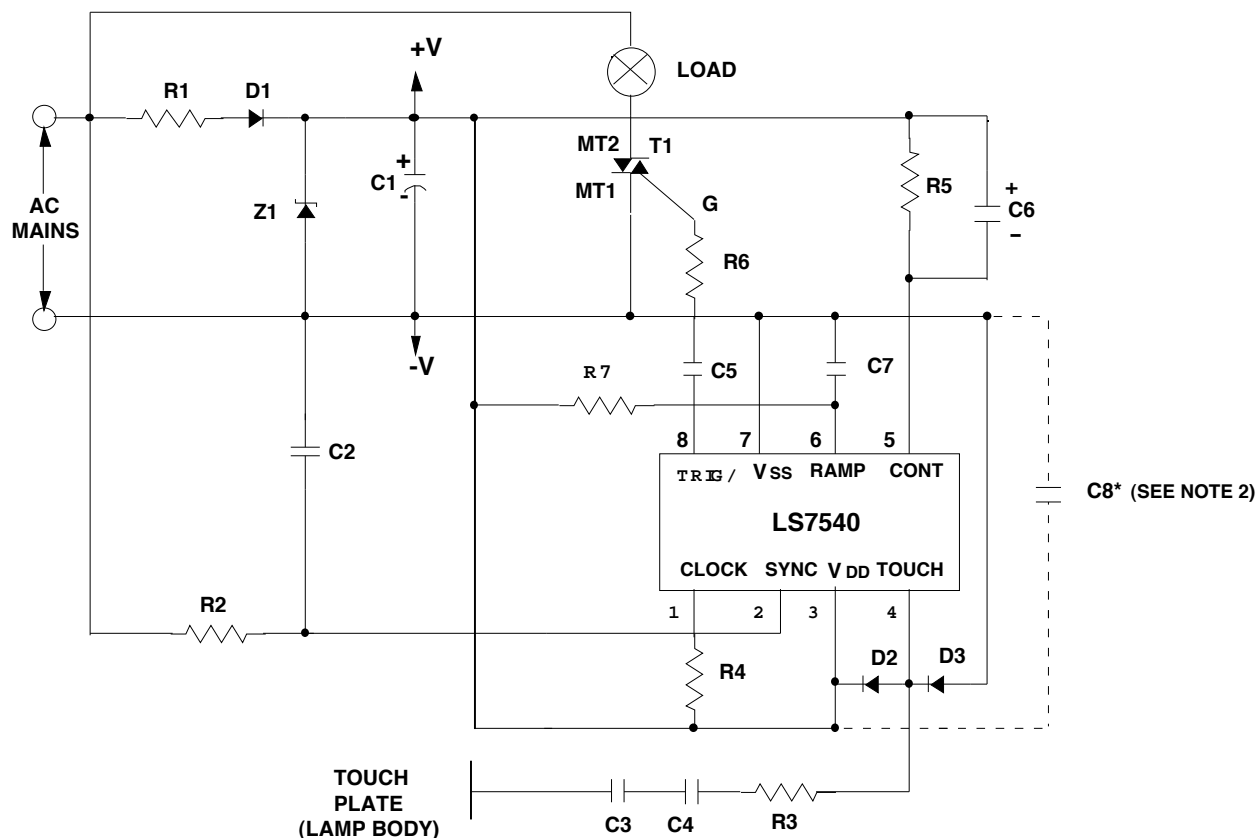 +V
LOAD
R1
D1
MT2
T1
+
C1
-
MT1
R5
+
C6
-
AC
MAINS
Z1
G
R6
-V
R7
C5
C7
C2
8
7
6
5
TRIG/
VSS
RAMP
CONT
C8* (SEE NOTE 2)
LS7540
CLOCK
SYNC
VDD
TOUCH
R2
1
2
3
4
R4
D2
D3
TOUCH
PLATE
(LAMP BODY)
C3
C4
R3